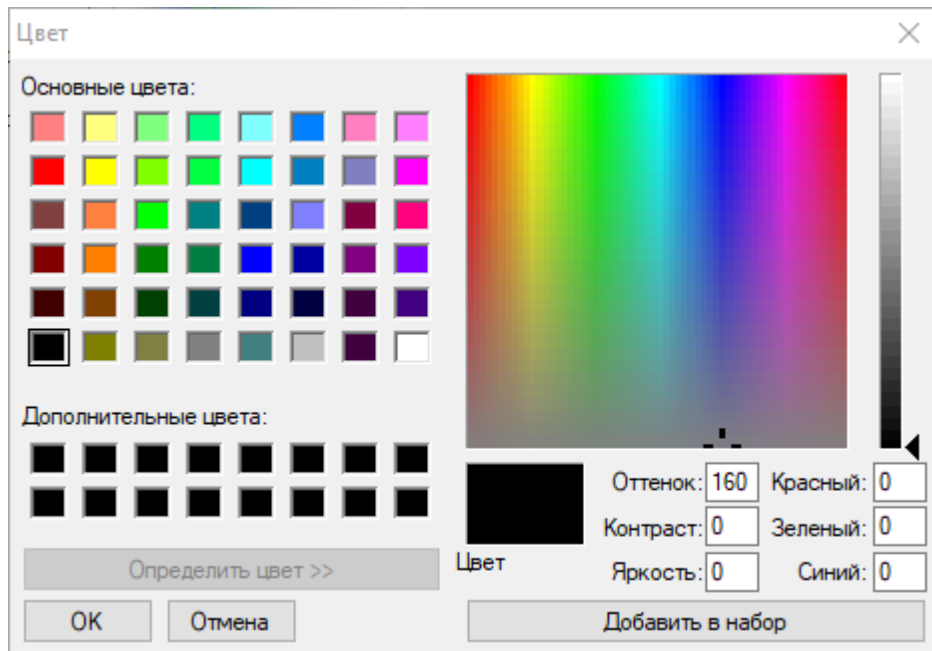 Цвет
Основные цвета:
Дополнительные цвета:
Определить цвет >>
OK
Отмена
Цвет
Оттенок: 160
Красный: 0
Контраст: 0
Зеленый: 0
Яркость: 0
Синий: 0
Добавить в набор